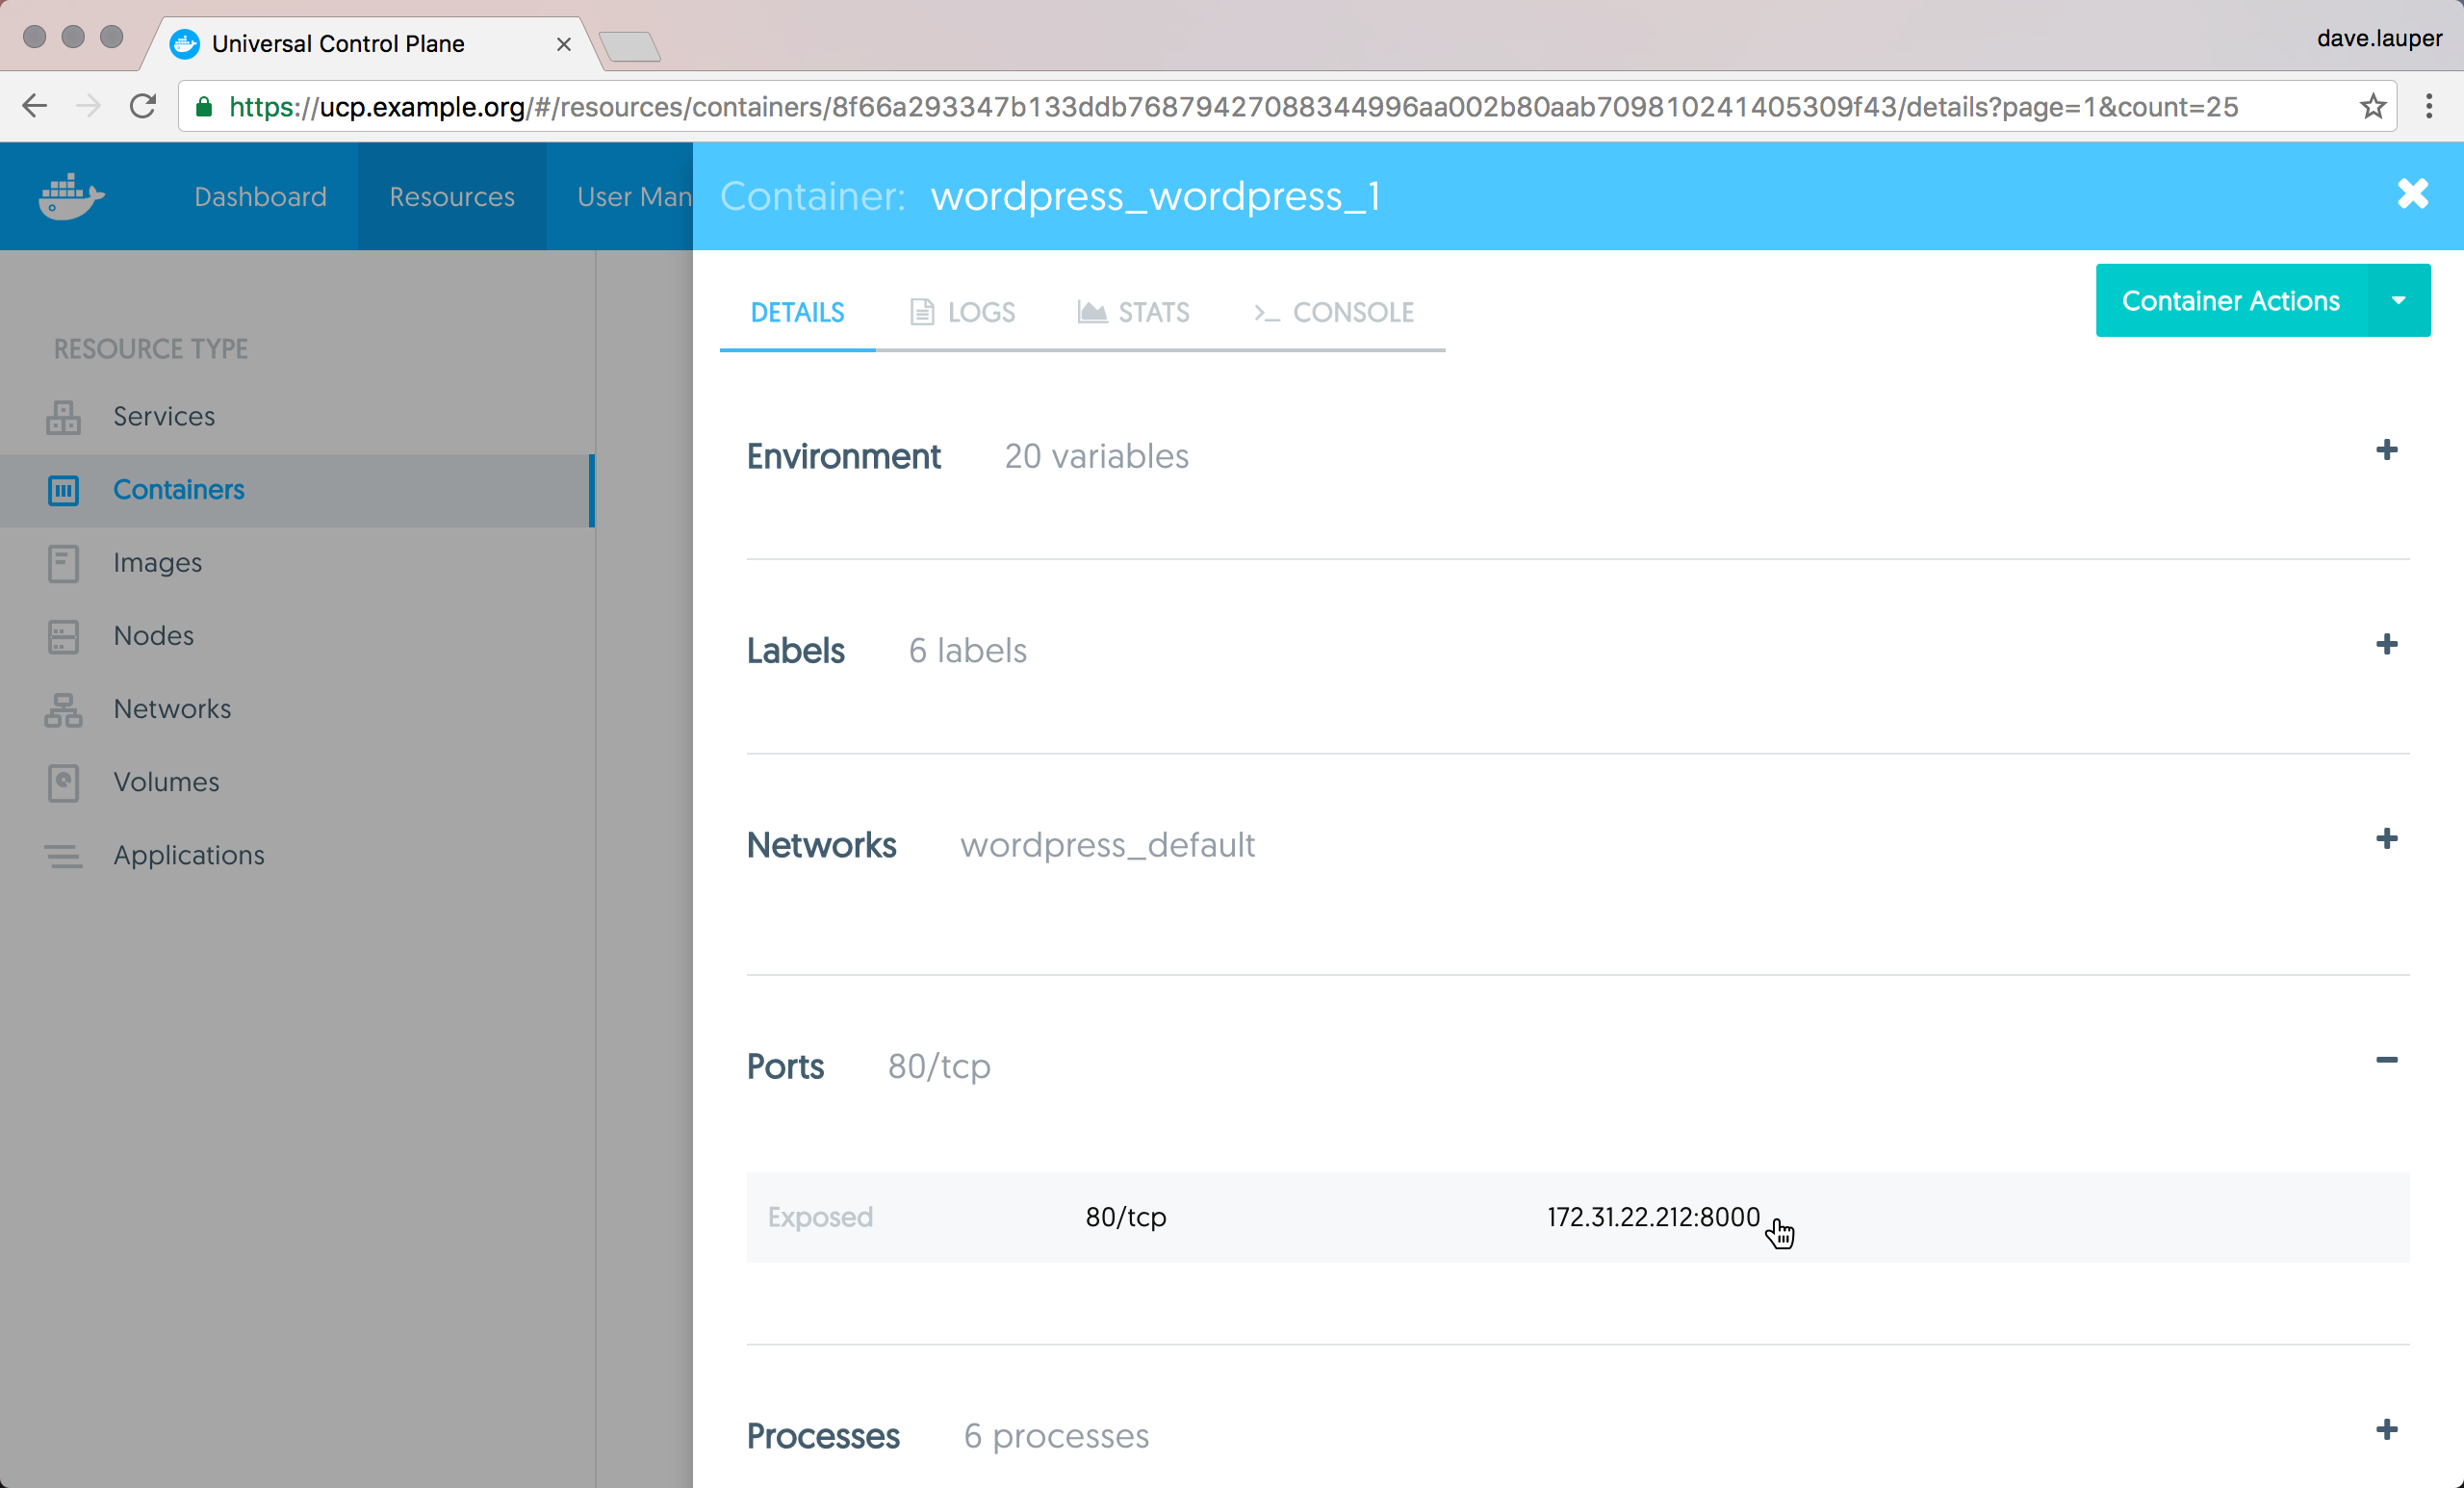 Universal Control Plane
dave.lauper
https://ucp.example.org/#/resources/containers/8f66a293347b133ddb76879427088344996aa002b80aab709810241405309f43/details?page=1&count=25
Dashboard
Resources
User Man
Container: wordpress_wordpress_1
DETAILS
LOGS
STATS
CONSOLE
Container Actions
RESOURCE TYPE
Services
Containers
Images
Nodes
Networks
Volumes
Applications
Environment 20 variables
Labels 6 labels
Networks wordpress_default
Ports 80/tcp
Exposed 80/tcp 172.31.22.212:8000
Processes 6 processes